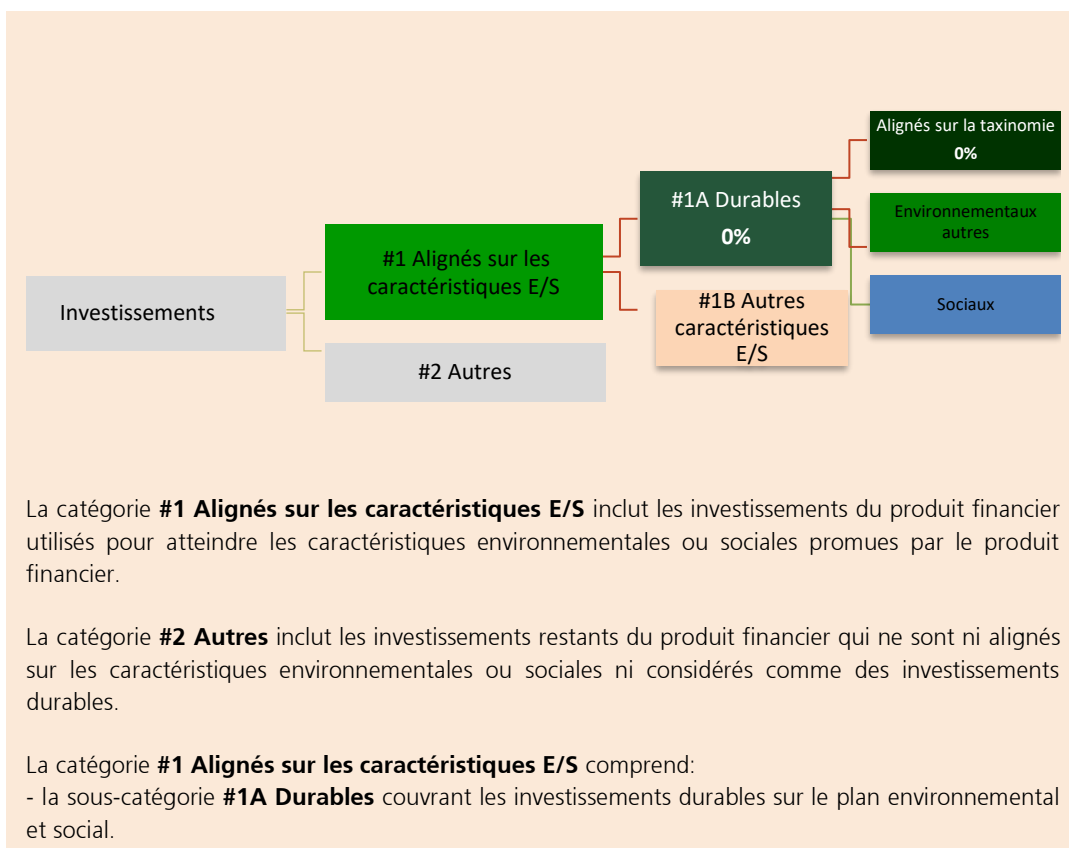 Alignés sur la taxinomie
0%
#1A Durables
0%
Environnementaux
autres
#1 Alignés sur les
caractéristiques E/S
Sociaux
#1B Autres
caractéristiques
E/S
Investissements
#2 Autres
La catégorie #1 Alignés sur les caractéristiques E/S inclut les investissements du produit financier
utilisés pour atteindre les caractéristiques environnementales ou sociales promues par le produit
financier.
La catégorie #2 Autres inclut les investissements restants du produit financier qui ne sont ni alignés
sur les caractéristiques environnementales ou sociales ni considérés comme des investissements
durables.
La catégorie #1 Alignés sur les caractéristiques E/S comprend:
- la sous-catégorie #1A Durables couvrant les investissements durables sur le plan environnemental
et social.